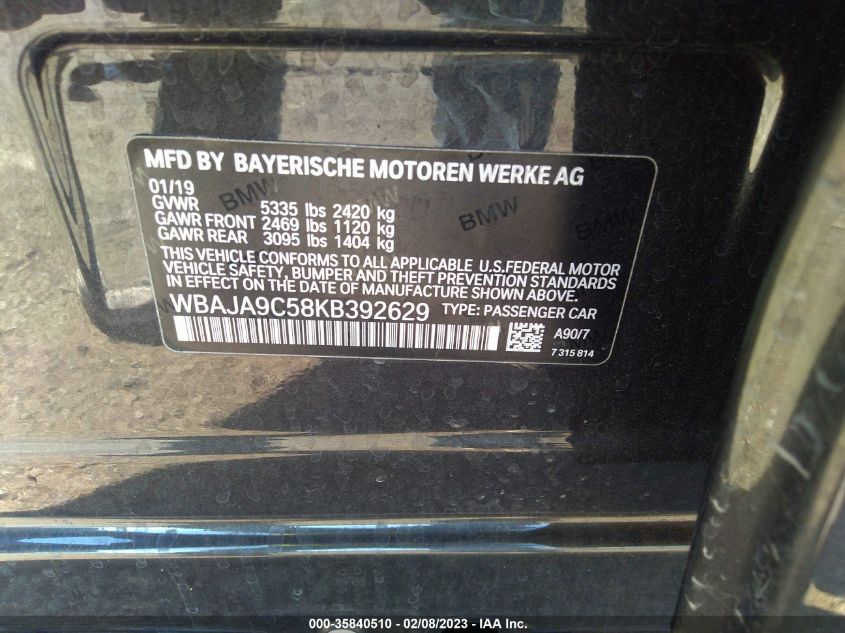 MFD BY BAYERISCHE MOTOREN WERKE AG
01/19
GVWR 5335 lbs 2420 kg
GAWR FRONT 2469 lbs 1120 kg
GAWR REAR 3095 lbs 1404 kg
BMW
BMW
BMW
THIS VEHICLE CONFORMS TO ALL APPLICABLE U.S.FEDERAL MOTOR
VEHICLE SAFETY, BUMPER AND THEFT PREVENTION STANDARDS
IN EFFECT ON THE DATE OF MANUFACTURE SHOWN ABOVE.
WBAJA9C58KB392629 TYPE: PASSENGER CAR
A90/7
7 315 814
000-35840510 - 02/08/2023 - IAA Inc.